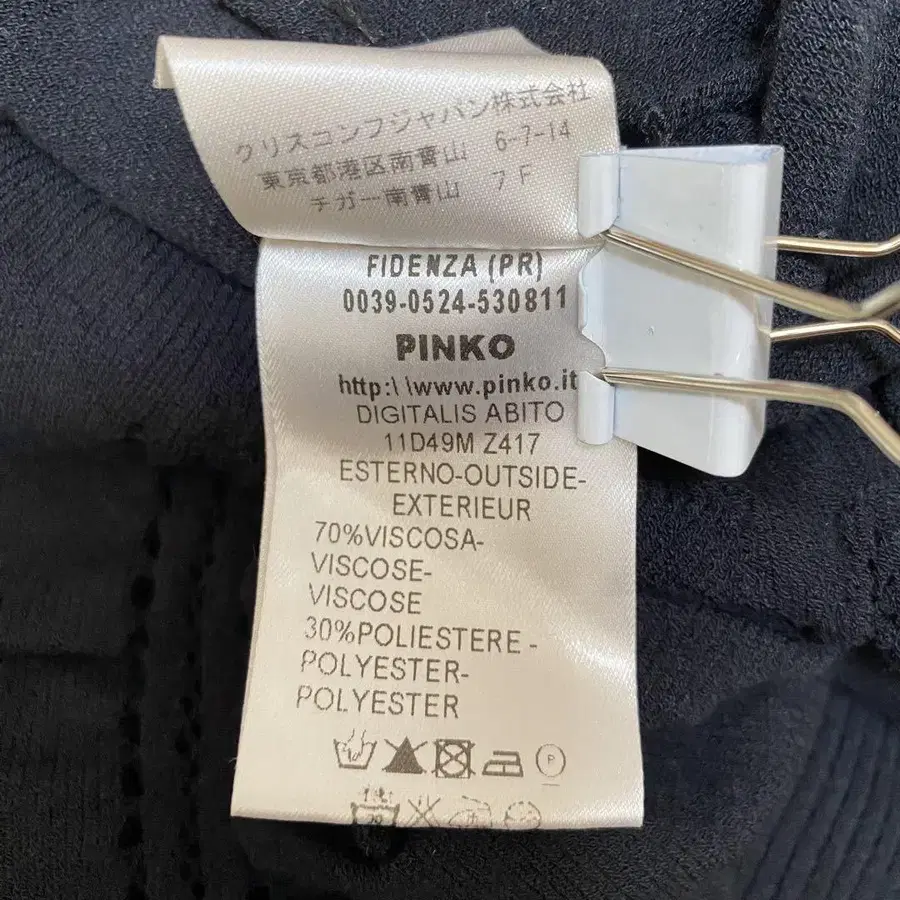 クリスコンフジャパン株式会社
東京都港区南青山 6-7-14
チガー南青山 7F
FIDENZA (PR)
0039-0524-530811
PINKO
http:\\www.pinko.it
DIGITALIS ABITO
11D49M Z417
ESTERNO-OUTSIDE-
EXTERIEUR
70%VISCOSA-
VISCOSE-
VISCOSE
30%POLIESTERE -
POLYESTER-
POLYESTER
P